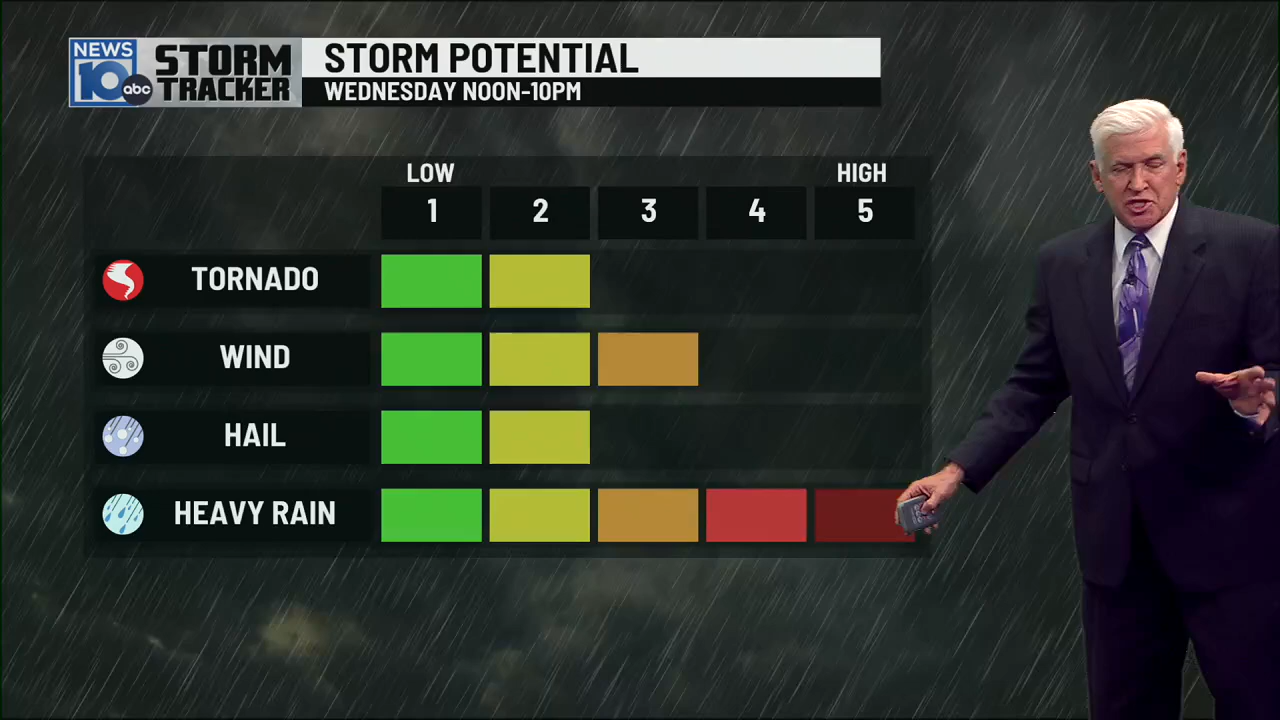 NEWS
10
abc
STORM
TRACKER
STORM POTENTIAL
WEDNESDAY NOON-10PM
LOW
HIGH
1 2 3 4 5
TORNADO
WIND
HAIL
HEAVY RAIN